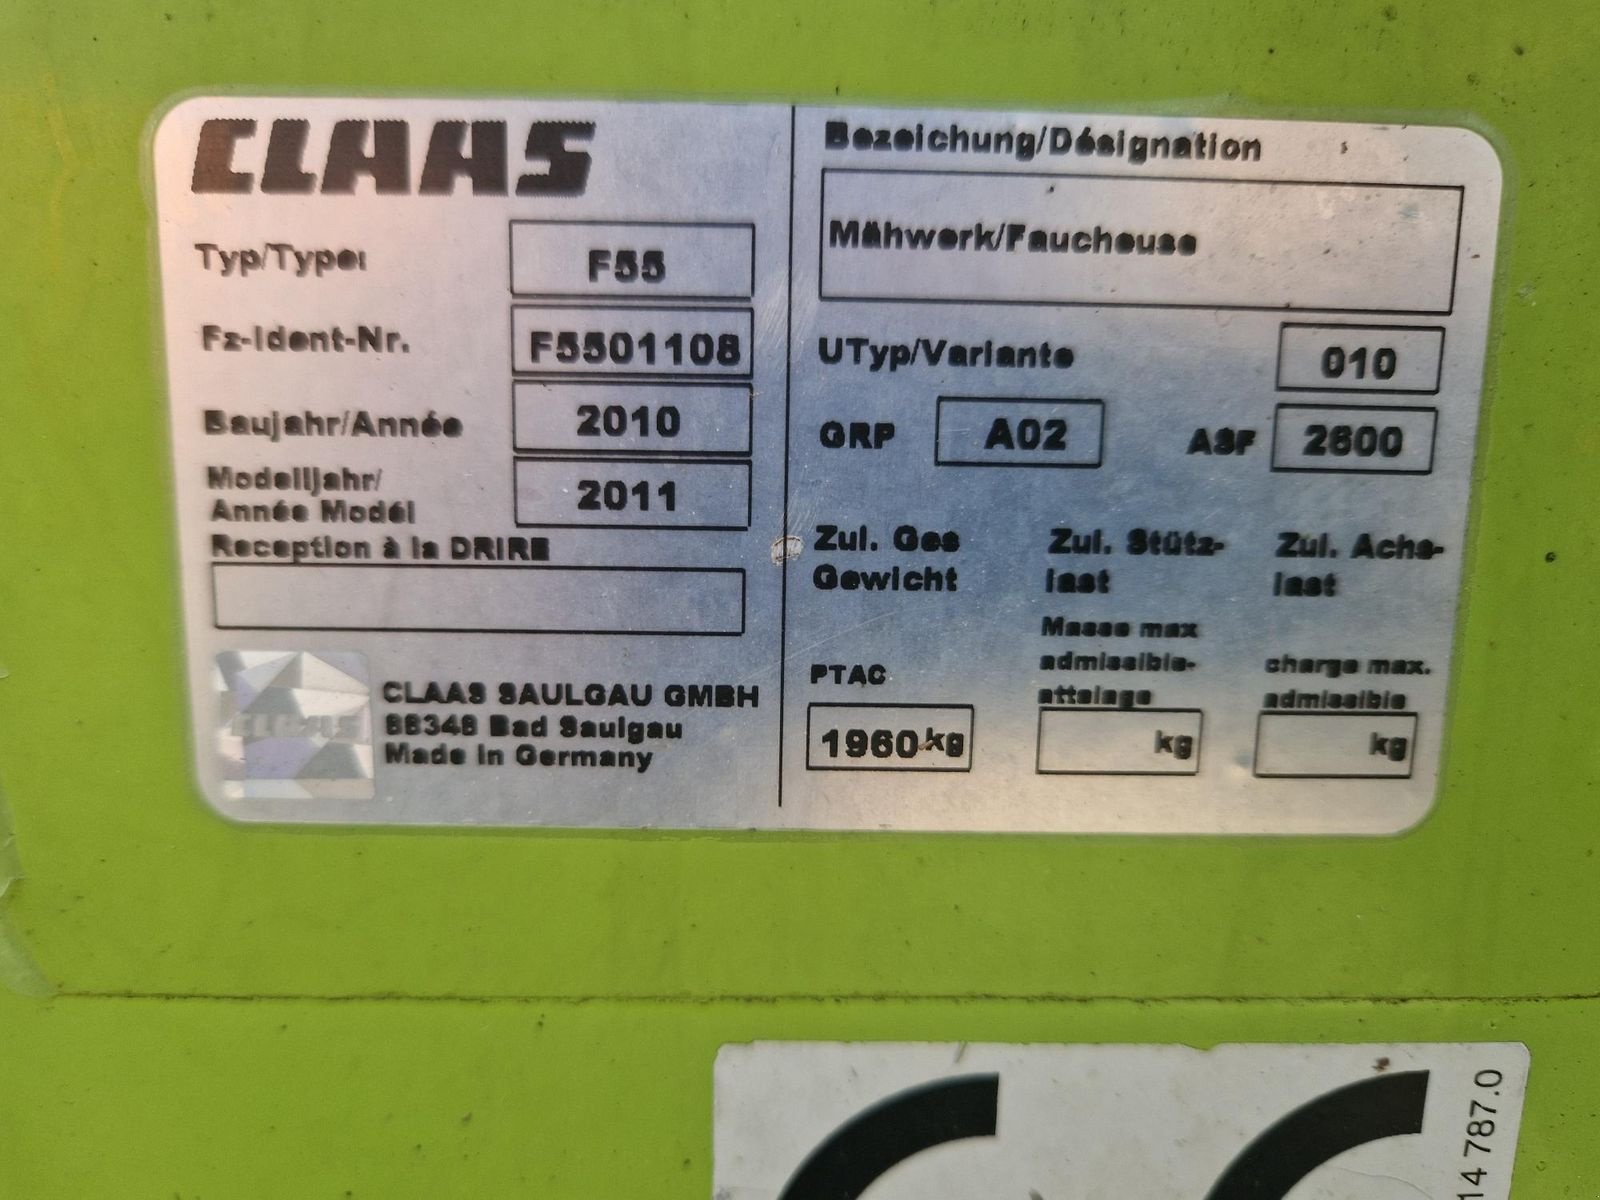 CLAAS
Typ/Type:
F55
Fz-Ident-Nr.
F5501108
Baujahr/Année
2010
Modelljahr/
Année Modél
2011
Reception à la DRIRE
CLAAS
CLAAS SAULGAU GMBH
88348 Bad Saulgau
Made in Germany
Bezeichung/Désignation
Mähwerk/Faucheuse
UTyp/Variante
010
GRP
A02
ASF
2600
Zul. Ges
Gewicht
Zul. Stütz-
last
Zul. Achs-
last
PTAC
Masse max
admissible-
attelage
charge max.
admissible
1960 kg
kg
kg
CE
14 787.0